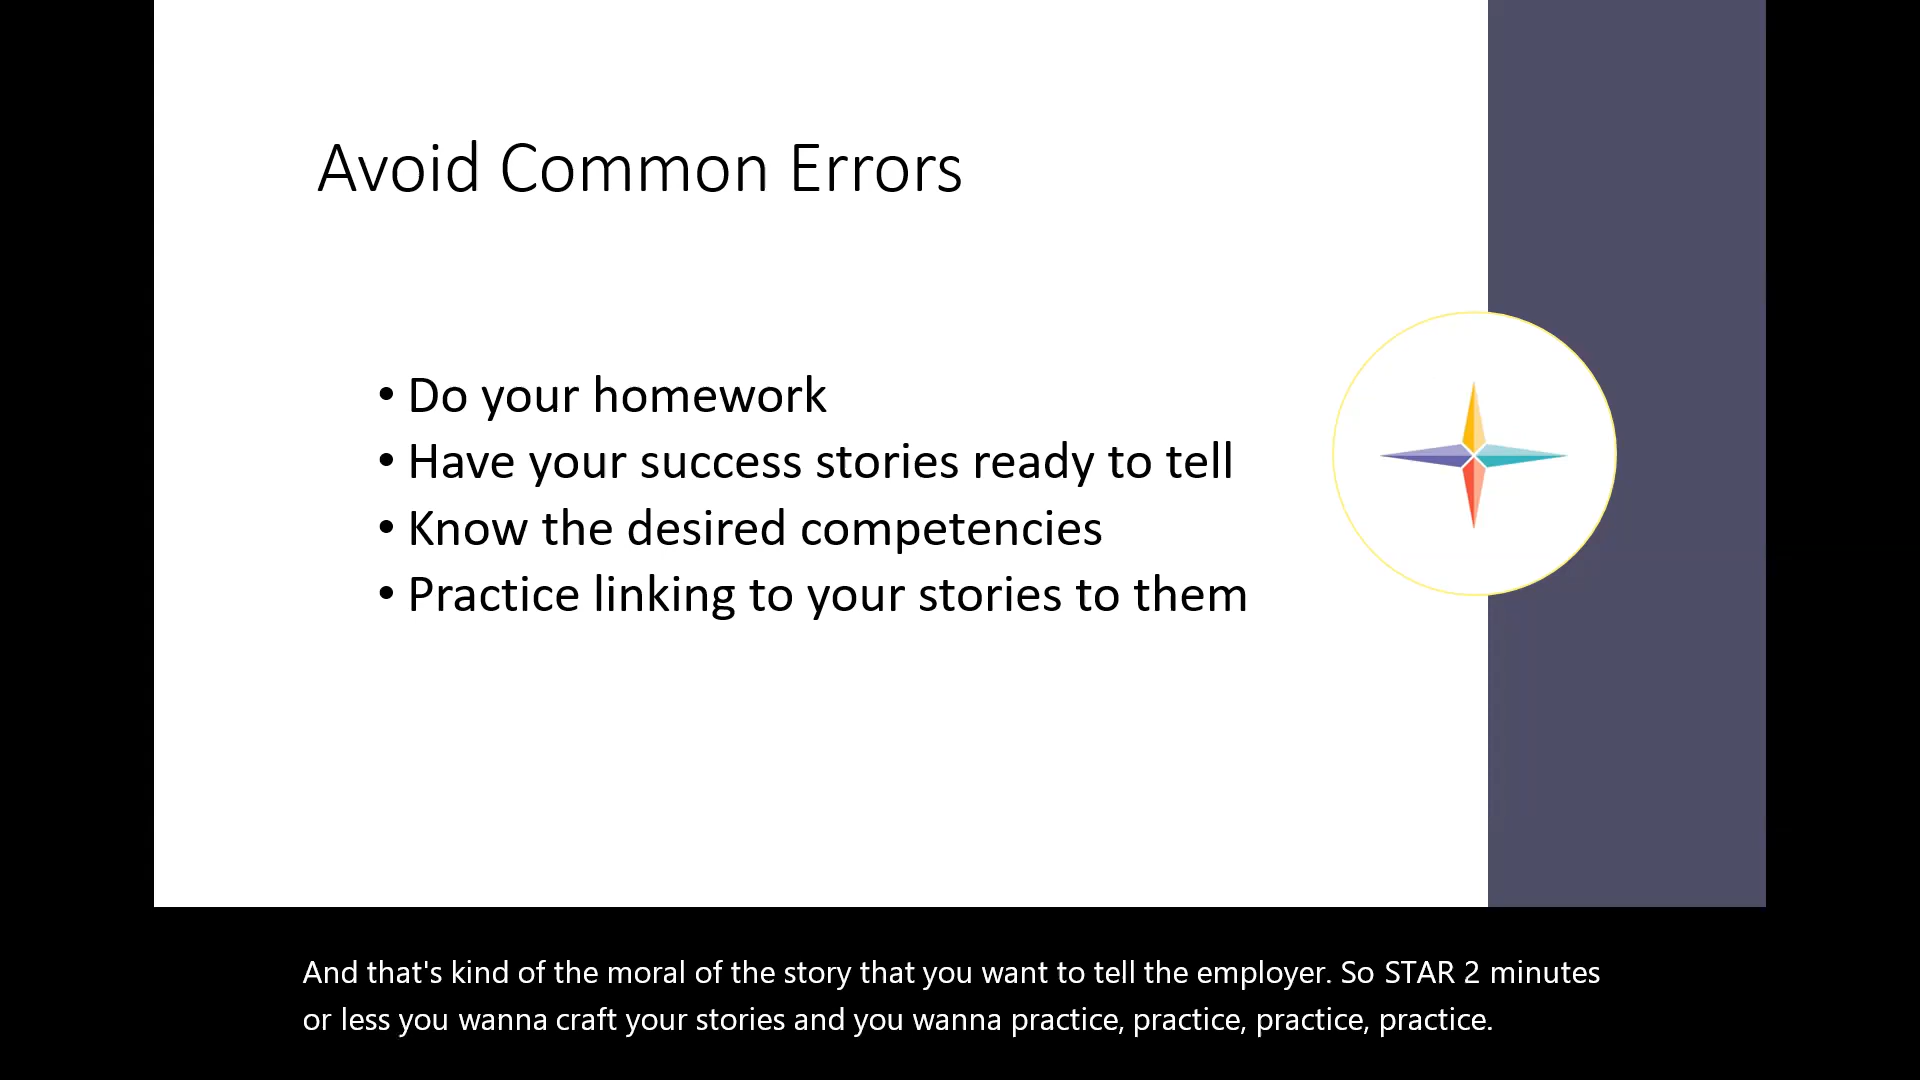 Avoid Common Errors
• Do your homework
• Have your success stories ready to tell
• Know the desired competencies
• Practice linking to your stories to them
And that's kind of the moral of the story that you want to tell the employer. So STAR 2 minutes
or less you wanna craft your stories and you wanna practice, practice, practice, practice.